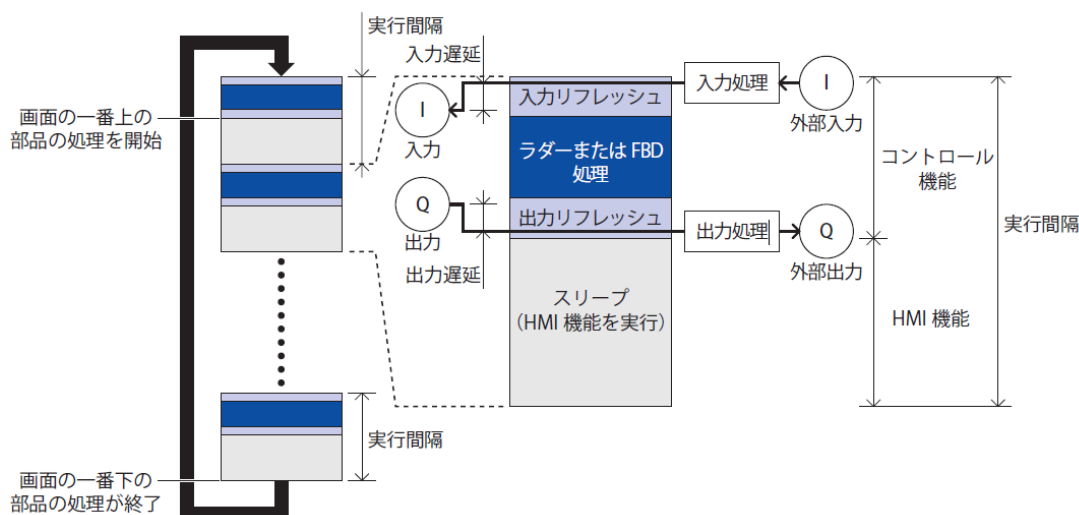 実行間隔
画面の一番上の
部品の処理を開始
実行間隔
画面の一番下の
部品の処理が終了
入力遅延
I
入力
Q
出力
出力遅延
入力リフレッシュ
ラダーまたは FBD
処理
出力リフレッシュ
スリープ
(HMI 機能を実行)
入力処理
I
外部入力
出力処理
Q
外部出力
コントロール
機能
HMI 機能
実行間隔